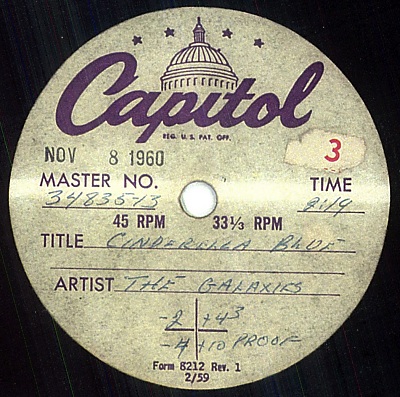 Capitol
REG. U.S. PAT. OFF.
NOV 8 1960
3
MASTER NO. TIME
34835-13 2:19
45 RPM 33⅓ RPM
TITLE CINDERELLA BLUE
ARTIST THE GALAXIES
-2 +4³
-4 +10 PROOF
Form 8212 Rev. 1
2/59